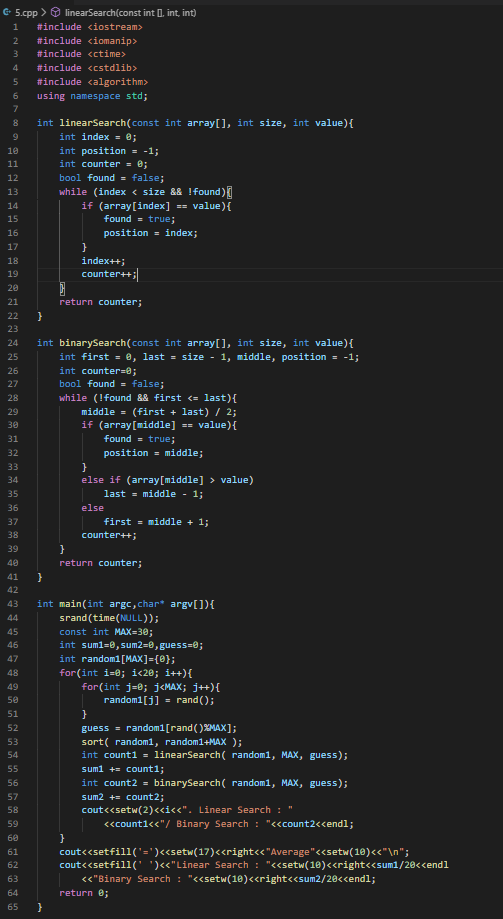 5.cpp > linearSearch(const int [], int, int)
1 #include <iostream>
2 #include <iomanip>
3 #include <ctime>
4 #include <cstdlib>
5 #include <algorithm>
6 using namespace std;
7
8 int linearSearch(const int array[], int size, int value){
9     int index = 0;
10     int position = -1;
11     int counter = 0;
12     bool found = false;
13     while (index < size && !found){
14         if (array[index] == value){
15             found = true;
16             position = index;
17         }
18         index++;
19         counter++;
20     }
21     return counter;
22 }
23
24 int binarySearch(const int array[], int size, int value){
25     int first = 0, last = size - 1, middle, position = -1;
26     int counter=0;
27     bool found = false;
28     while (!found && first <= last){
29         middle = (first + last) / 2;
30         if (array[middle] == value){
31             found = true;
32             position = middle;
33         }
34         else if (array[middle] > value)
35             last = middle - 1;
36         else
37             first = middle + 1;
38         counter++;
39     }
40     return counter;
41 }
42
43 int main(int argc,char* argv[]){
44     srand(time(NULL));
45     const int MAX=30;
46     int sum1=0,sum2=0,guess=0;
47     int random1[MAX]={0};
48     for(int i=0; i<20; i++){
49         for(int j=0; j<MAX; j++){
50             random1[j] = rand();
51         }
52         guess = random1[rand()%MAX];
53         sort( random1, random1+MAX );
54         int count1 = linearSearch( random1, MAX, guess);
55         sum1 += count1;
56         int count2 = binarySearch( random1, MAX, guess);
57         sum2 += count2;
58         cout<<setw(2)<<i<<". Linear Search : "
59             <<count1<<"/ Binary Search : "<<count2<<endl;
60     }
61     cout<<setfill('=')<<setw(17)<<right<<"Average"<<setw(10)<<"\n";
62     cout<<setfill(' ')<<"Linear Search : "<<setw(10)<<right<<sum1/20<<endl
63         <<"Binary Search : "<<setw(10)<<right<<sum2/20<<endl;
64     return 0;
65 }